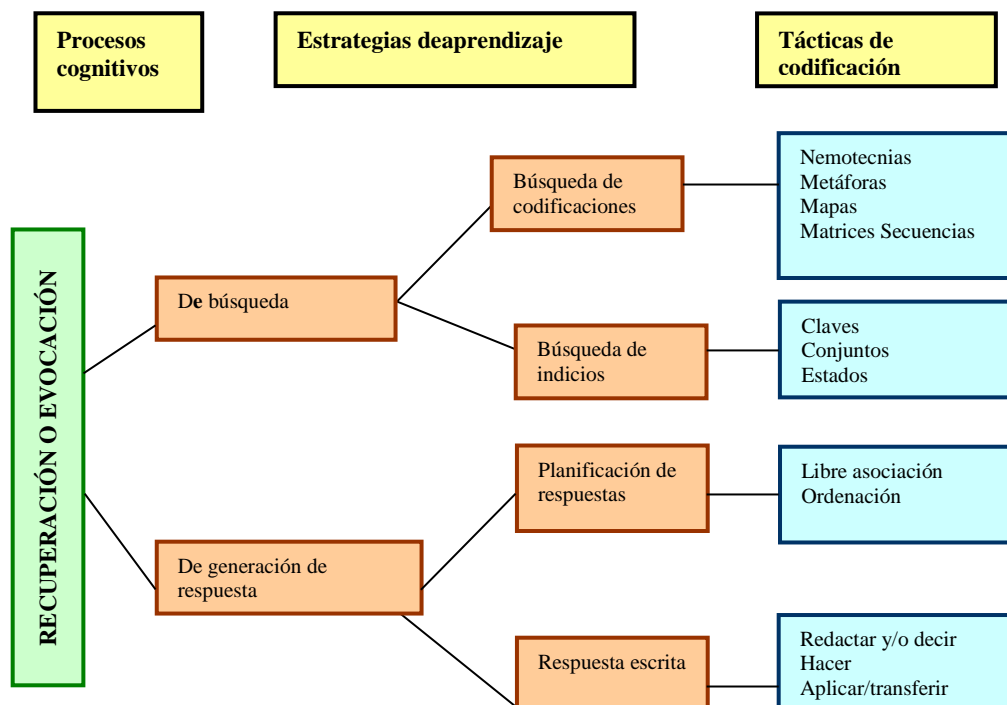 Procesos
cognitivos
Estrategias deaprendizaje
Tácticas de
codificación
RECUPERACIÓN O EVOCACIÓN
De búsqueda
Búsqueda de
codificaciones
Nemotecnias
Metáforas
Mapas
Matrices Secuencias
Búsqueda de
indicios
Claves
Conjuntos
Estados
De generación de
respuesta
Planificación de
respuestas
Libre asociación
Ordenación
Respuesta escrita
Redactar y/o decir
Hacer
Aplicar/transferir